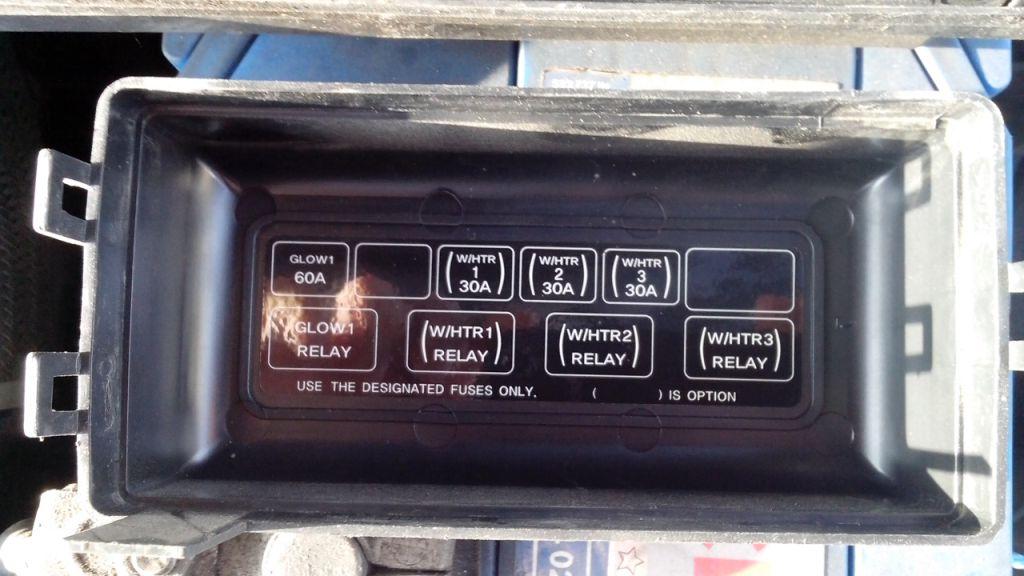 GLOW1
60A
(W/HTR
1
30A)
(W/HTR
2
30A)
(W/HTR
3
30A)
GLOW1
RELAY
(W/HTR1
RELAY)
(W/HTR2
RELAY)
(W/HTR3
RELAY)
USE THE DESIGNATED FUSES ONLY. ( ) IS OPTION
02